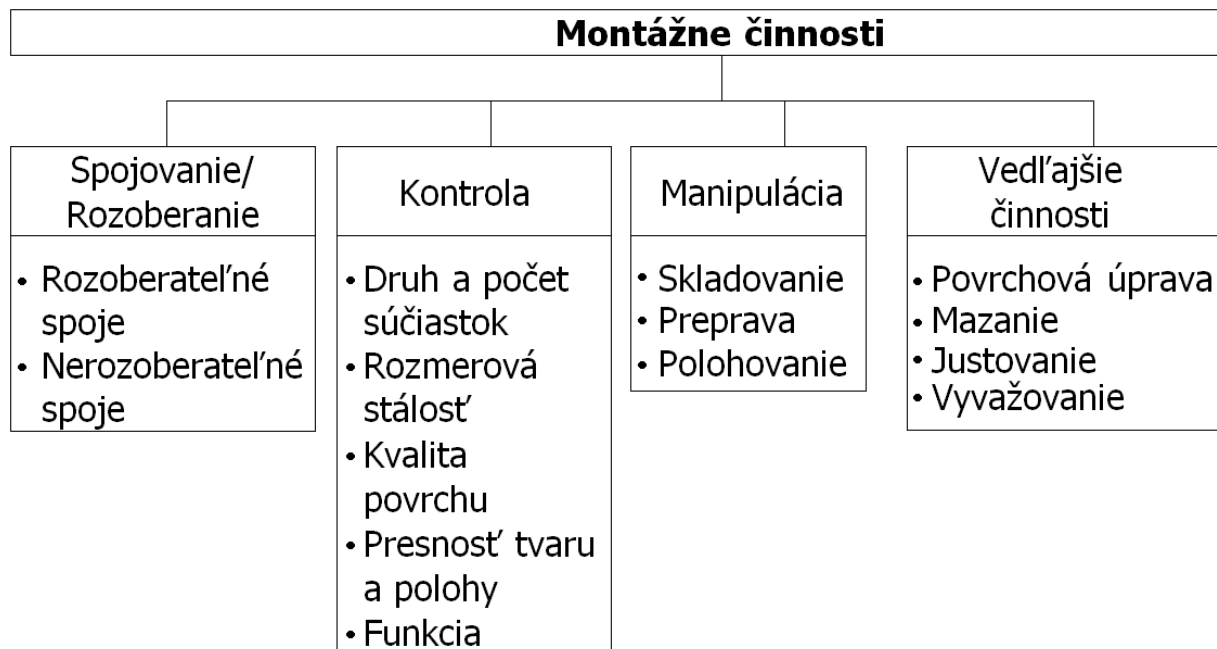 Montážne činnosti
Spojovanie/
Rozoberanie
• Rozoberateľné
spoje
• Nerozoberateľné
spoje
Kontrola
• Druh a počet
súčiastok
• Rozmerová
stálosť
• Kvalita
povrchu
• Presnosť tvaru
a polohy
• Funkcia
Manipulácia
• Skladovanie
• Preprava
• Polohovanie
Vedľajšie
činnosti
• Povrchová úprava
• Mazanie
• Justovanie
• Vyvažovanie